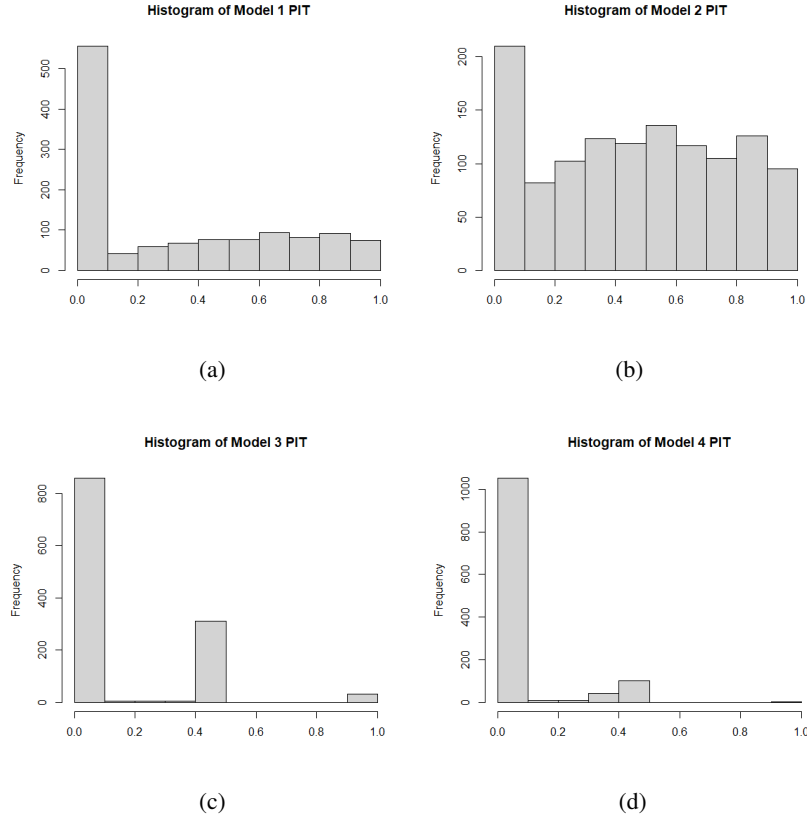 Histogram of Model 1 PIT
Frequency
0 100 200 300 400 500
0.0 0.2 0.4 0.6 0.8 1.0
(a)
Histogram of Model 2 PIT
Frequency
0 50 100 150 200
0.0 0.2 0.4 0.6 0.8 1.0
(b)
Histogram of Model 3 PIT
Frequency
0 200 400 600 800
0.0 0.2 0.4 0.6 0.8 1.0
(c)
Histogram of Model 4 PIT
Frequency
0 200 400 600 800 1000
0.0 0.2 0.4 0.6 0.8 1.0
(d)